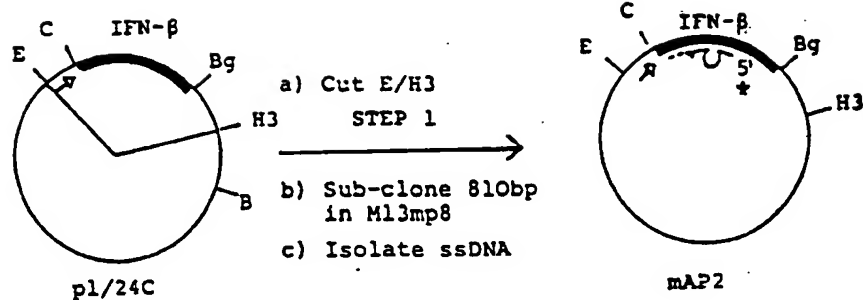 C
IFN-β
E
Bg
H3
B
p1/24C
a) Cut E/H3
STEP 1
b) Sub-clone 810bp
in M13mp8
c) Isolate ssDNA
C
IFN-β
E
Bg
5'
*
H3
mAP2